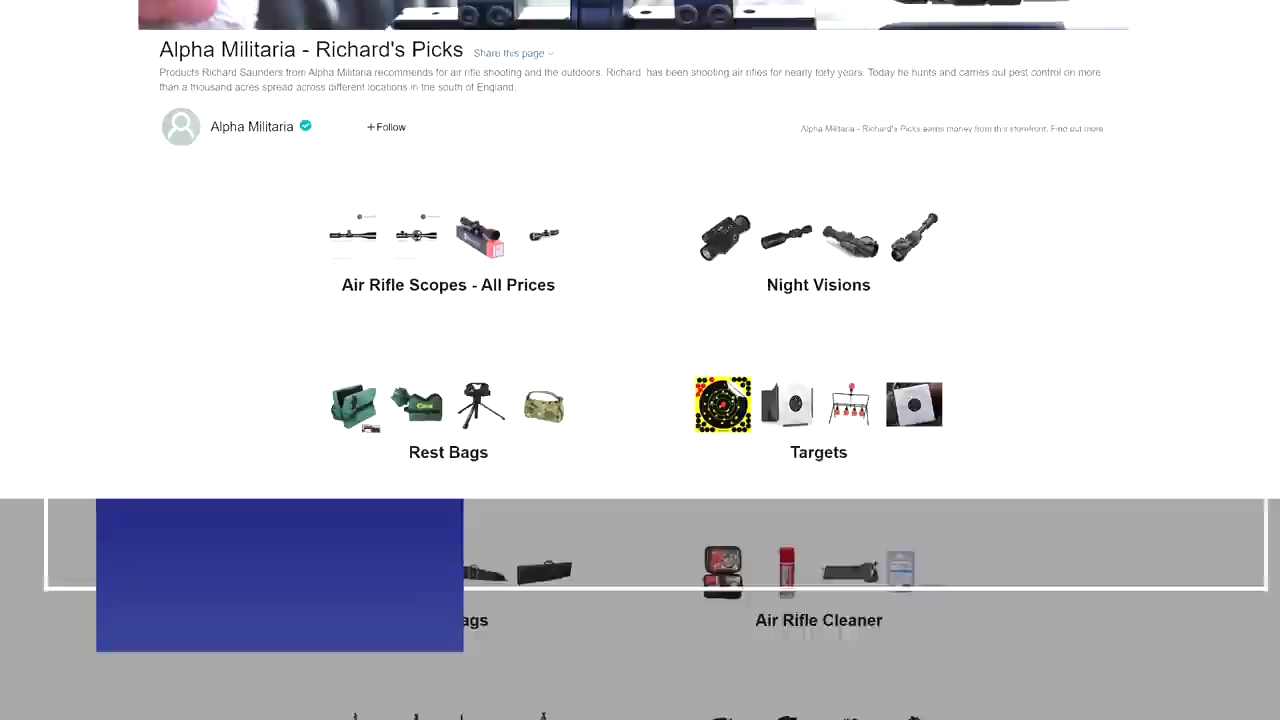 Alpha Militaria - Richard's Picks Share this page
Products Richard Saunders from Alpha Militaria recommends for air rifle shooting and the outdoors. Richard has been shooting air rifles for nearly forty years. Today he hunts and carries out pest control on more
than a thousand acres spread across different locations in the south of England.
Alpha Militaria +Follow
Alpha Militaria - Richard's Picks earns money from this storefront. Find out more
Air Rifle Scopes - All Prices
Night Visions
Rest Bags
Targets
ags
Air Rifle Cleaner